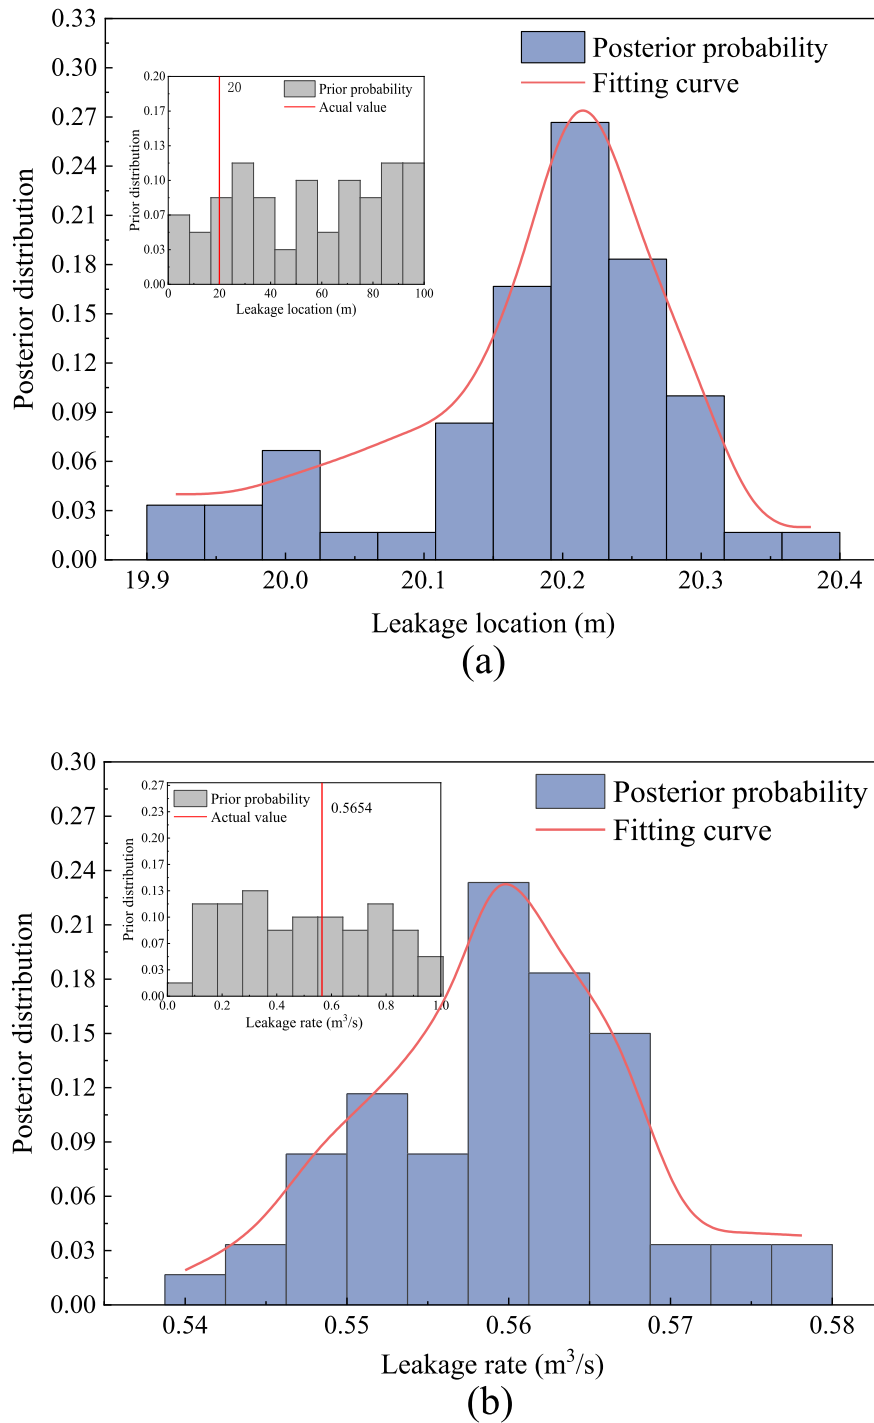 0.33
0.30
0.27
0.24
0.21
0.18
0.15
0.12
0.09
0.06
0.03
0.00
Posterior distribution
Posterior probability
Fitting curve
0.20
0.17
0.13
0.10
0.07
0.03
0.00
Prior distribution
20
Prior probability
Acual value
0 20 40 60 80 100
Leakage location (m)
19.9 20.0 20.1 20.2 20.3 20.4
Leakage location (m)
(a)
0.30
0.27
0.24
0.21
0.18
0.15
0.12
0.09
0.06
0.03
0.00
Posterior distribution
Posterior probability
Fitting curve
0.27
0.23
0.20
0.17
0.13
0.10
0.07
0.03
0.00
Prior distribution
Prior probability
Actual value
0.5654
0.0 0.2 0.4 0.6 0.8 1.0
Leakage rate (m³/s)
0.54 0.55 0.56 0.57 0.58
Leakage rate (m³/s)
(b)